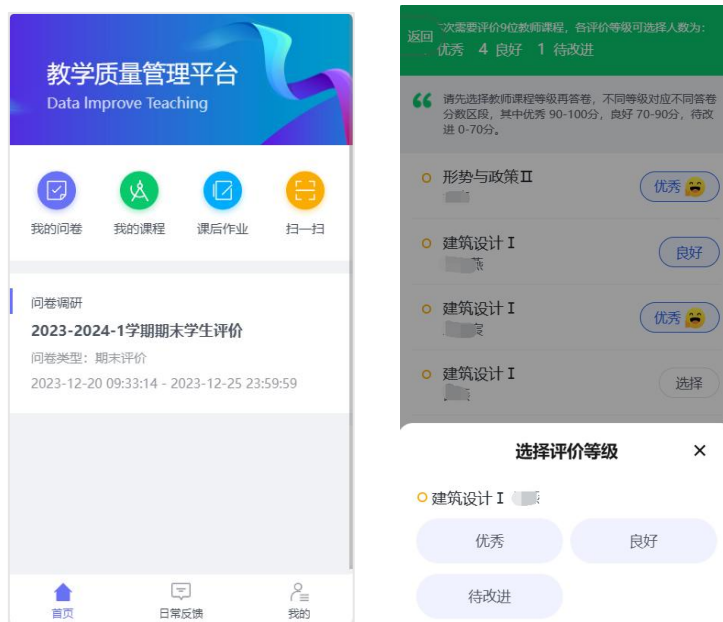 教学质量管理平台
Data Improve Teaching
我的问卷
我的课程
课后作业
扫一扫
问卷调研
2023-2024-1学期期末学生评价
问卷类型：期末评价
2023-12-20 09:33:14 - 2023-12-25 23:59:59
首页
日常反馈
我的
返回
次需要评价9位教师课程，各评价等级可选择人数为：
优秀 4 良好 1 待改进
请先选择教师课程等级再答卷，不同等级对应不同答卷
分数区段，其中优秀 90-100分，良好 70-90分，待改
进 0-70分。
形势与政策Ⅱ
优秀
建筑设计Ⅰ
良好
建筑设计Ⅰ
优秀
建筑设计Ⅰ
选择
选择评价等级
建筑设计Ⅰ
优秀
良好
待改进